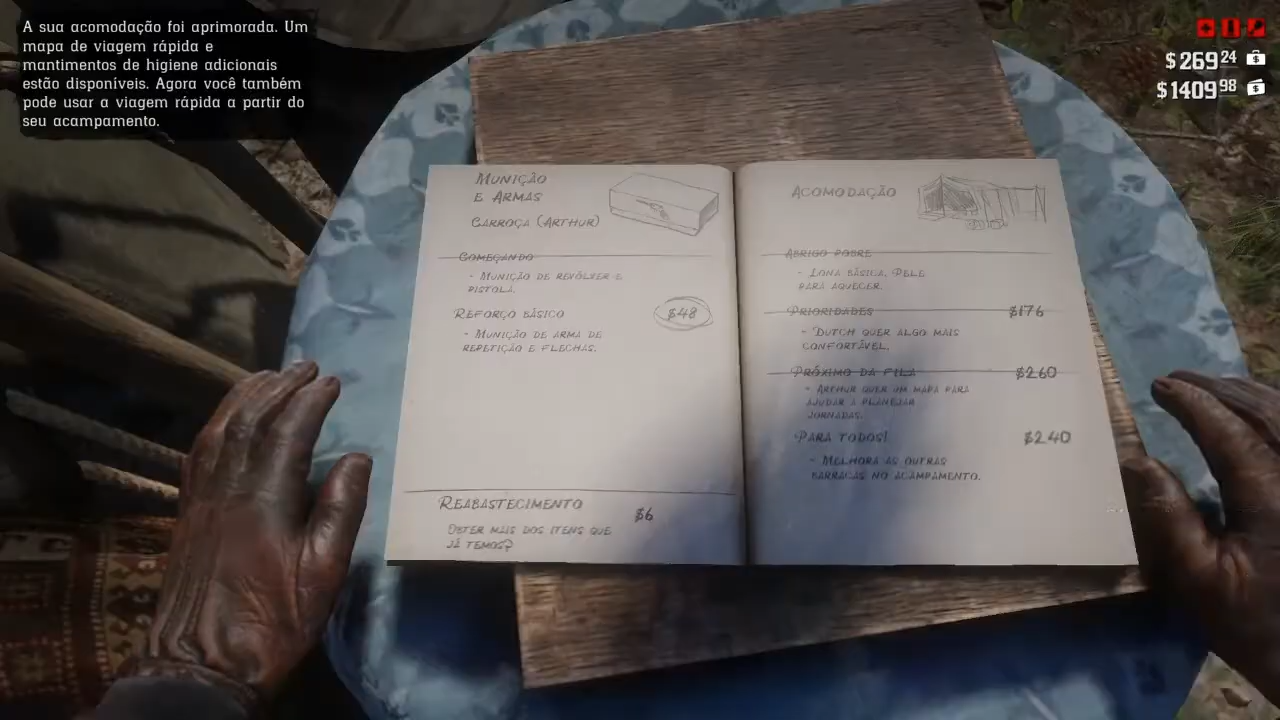 A sua acomodação foi aprimorada. Um
mapa de viagem rápida e
mantimentos de higiene adicionais
estão disponíveis. Agora você também
pode usar a viagem rápida a partir do
seu acampamento.
$269 24
$1409 98
MUNIÇÃO
E ARMAS
CARROÇA (ARTHUR)
COMEÇANDO
- MUNIÇÃO DE REVÓLVER E
PISTOLA.
REFORÇO BÁSICO $48
- MUNIÇÃO DE ARMA DE
REPETIÇÃO E FLECHAS.
REABASTECIMENTO $6
OBTER MAIS DOS ITENS QUE
JÁ TEMOS?
ACOMODAÇÃO
ABRIGO POBRE
- LONA BÁSICA, PELE
PARA AQUECER.
PRIORIDADES $176
- DUTCH QUER ALGO MAIS
CONFORTÁVEL.
PRÓXIMO DA FILA $260
- ARTHUR QUER UM MAPA PARA
AJUDAR A PLANEJAR
JORNADAS.
PARA TODOS! $240
- MELHORA AS OUTRAS
BARRACAS NO ACAMPAMENTO.